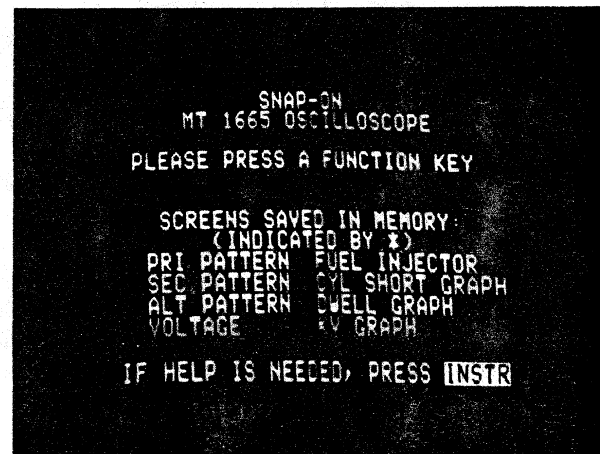 SNAP-ON
MT 1665 OSCILLOSCOPE
PLEASE PRESS A FUNCTION KEY
SCREENS SAVED IN MEMORY:
(INDICATED BY *)
PRI PATTERN FUEL INJECTOR
SEC PATTERN CYL SHORT GRAPH
ALT PATTERN DWELL GRAPH
VOLTAGE KV GRAPH
IF HELP IS NEEDED, PRESS INSTR